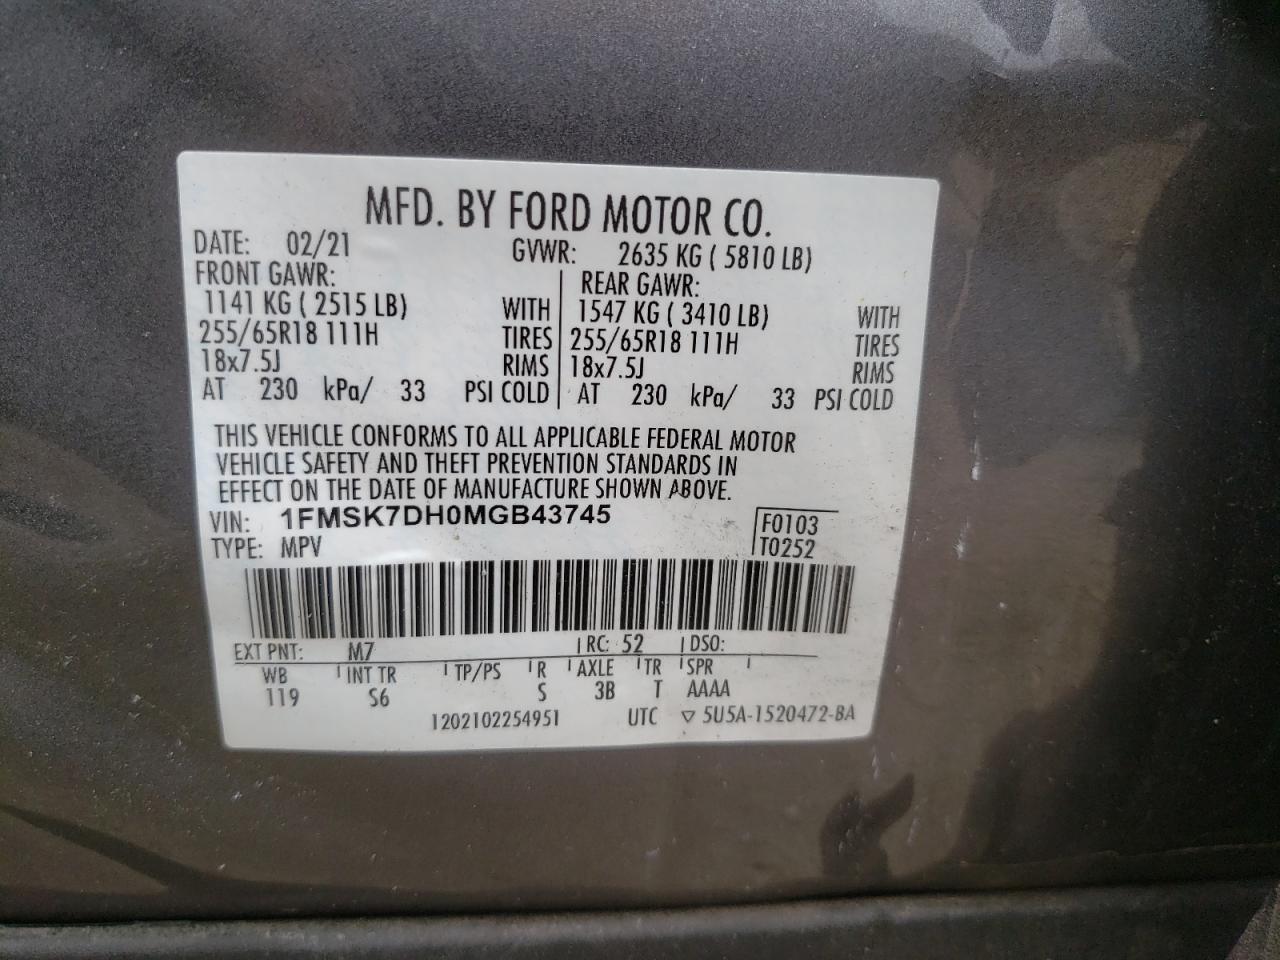 MFD. BY FORD MOTOR CO.
DATE: 02/21 GVWR: 2635 KG ( 5810 LB)
FRONT GAWR: REAR GAWR:
1141 KG ( 2515 LB) WITH 1547 KG ( 3410 LB) WITH
255/65R18 111H TIRES 255/65R18 111H TIRES
18x7.5J RIMS 18x7.5J RIMS
AT 230 kPa/ 33 PSI COLD AT 230 kPa/ 33 PSI COLD
THIS VEHICLE CONFORMS TO ALL APPLICABLE FEDERAL MOTOR
VEHICLE SAFETY AND THEFT PREVENTION STANDARDS IN
EFFECT ON THE DATE OF MANUFACTURE SHOWN ABOVE.
VIN: 1FMSK7DH0MGB43745 F0103
TYPE: MPV T0252
EXT PNT: M7 RC: 52 DSO:
WB INT TR TP/PS R AXLE TR SPR
119 S6 S 3B T AAAA
1202102254951 UTC ▽ 5U5A-1520472-BA